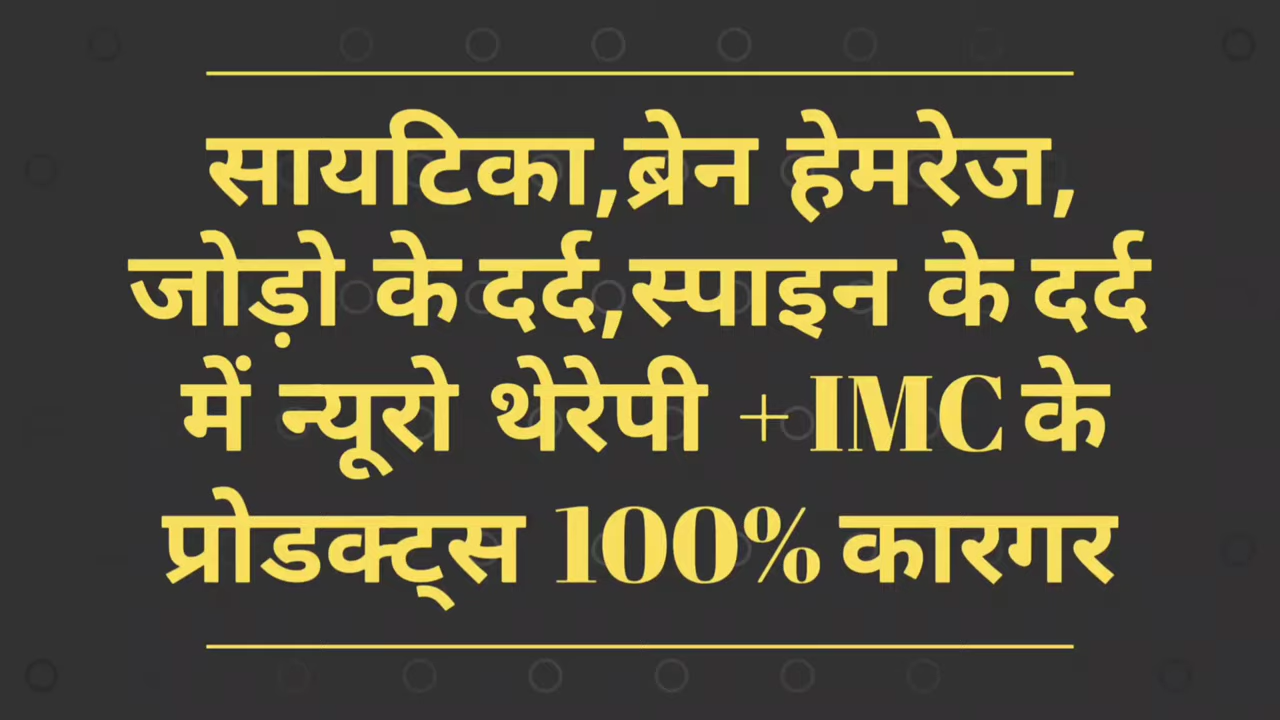 सायटिका,ब्रेन हेमरेज,
जोड़ो के दर्द,स्पाइन के दर्द
में न्यूरो थेरेपी +IMC के
प्रोडक्ट्स 100% कारगर